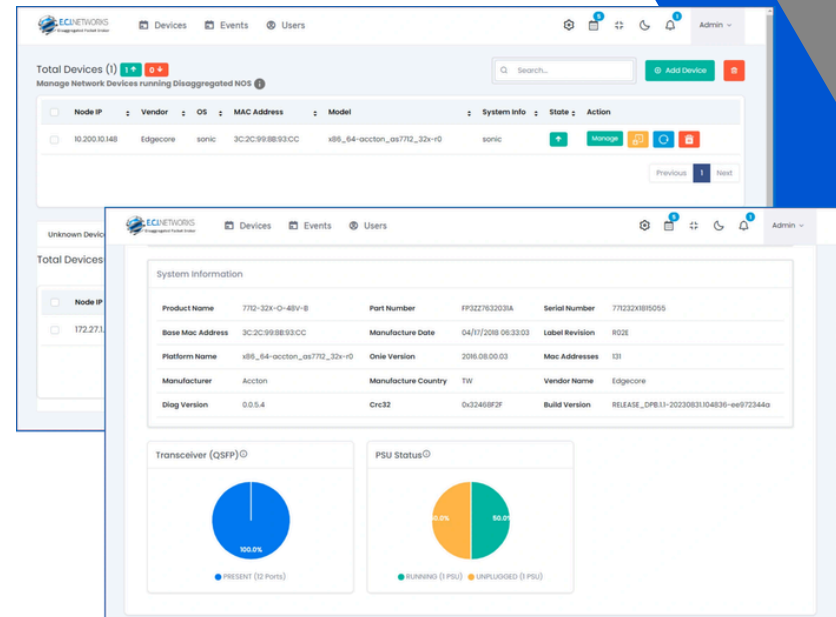 E.C.I.NETWORKS
Disaggregated Packet Broker
Devices
Events
Users
9
1
Admin
Total Devices (1) 1 0
Manage Network Devices running Disaggregated NOS
Search...
Add Device
Node IP Vendor OS MAC Address Model System Info State Action
10.200.10.148 Edgecore sonic 3C:2C:99:8B:93:CC x86_64-accton_as7712_32x-r0 sonic Manage
Previous 1 Next
Unknown Devic
Total Devices
Node IP
172.27.1.
E.C.I.NETWORKS
Disaggregated Packet Broker
Devices
Events
Users
9
1
Admin
System Information
Product Name 7712-32X-O-48V-B Part Number FP3ZZ7632031A Serial Number 771232X1815055
Base Mac Address 3C:2C:99:8B:93:CC Manufacture Date 04/17/2018 06:33:03 Label Revision R02E
Platform Name x86_64-accton_as7712_32x-r0 Onie Version 2016.08.00.03 Mac Addresses 131
Manufacturer Accton Manufacture Country TW Vendor Name Edgecore
Diag Version 0.0.5.4 Crc32 0x32468F2F Build Version RELEASE_DPB.1.1-20230831.104836-ee972344a
Transceiver (QSFP)
100.0%
PRESENT (12 Ports)
PSU Status
50.0%
RUNNING (1 PSU) UNPLUGGED (1 PSU)